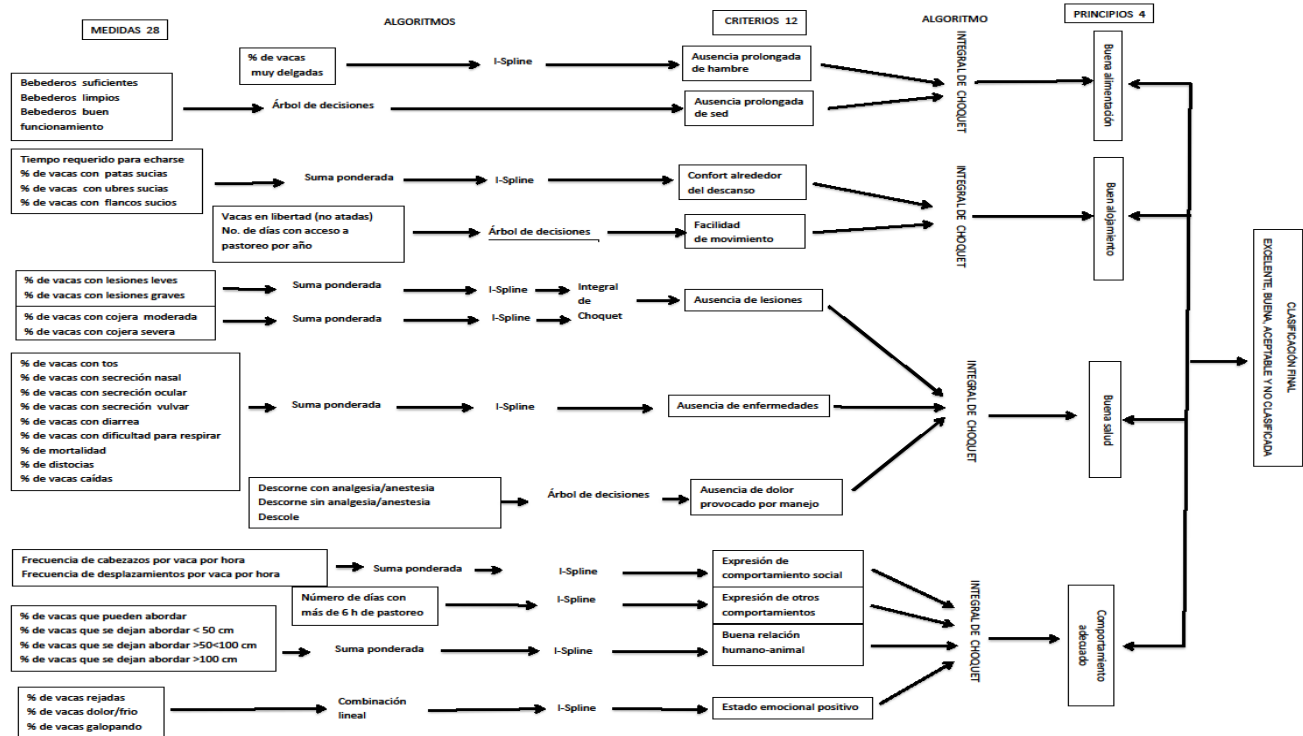 MEDIDAS 28
ALGORITMOS
CRITERIOS 12
ALGORITMO
PRINCIPIOS 4
% de vacas
muy delgadas
I-Spline
Ausencia prolongada
de hambre
Bebederos suficientes
Bebederos limpios
Bebederos buen
funcionamiento
Árbol de decisiones
Ausencia prolongada
de sed
INTEGRAL DE CHOQUET
Buena alimentación
Tiempo requerido para echarse
% de vacas con patas sucias
% de vacas con ubres sucias
% de vacas con flancos sucios
Suma ponderada
I-Spline
Confort alrededor
del descanso
Vacas en libertad (no atadas)
No. de días con acceso a
pastoreo por año
Árbol de decisiones
Facilidad
de movimiento
INTEGRAL DE CHOQUET
Buen alojamiento
% de vacas con lesiones leves
% de vacas con lesiones graves
Suma ponderada
I-Spline
Integral
de
Choquet
Ausencia de lesiones
% de vacas con cojera moderada
% de vacas con cojera severa
Suma ponderada
I-Spline
% de vacas con tos
% de vacas con secreción nasal
% de vacas con secreción ocular
% de vacas con secreción vulvar
% de vacas con diarrea
% de vacas con dificultad para respirar
% de mortalidad
% de distocias
% de vacas caídas
Suma ponderada
I-Spline
Ausencia de enfermedades
Descorne con analgesia/anestesia
Descorne sin analgesia/anestesia
Descole
Árbol de decisiones
Ausencia de dolor
provocado por manejo
INTEGRAL DE CHOQUET
Buena salud
Frecuencia de cabezazos por vaca por hora
Frecuencia de desplazamientos por vaca por hora
Suma ponderada
I-Spline
Expresión de
comportamiento social
Número de días con
más de 6 h de pastoreo
I-Spline
Expresión de otros
comportamientos
% de vacas que pueden abordar
% de vacas que se dejan abordar < 50 cm
% de vacas que se dejan abordar >50<100 cm
% de vacas que se dejan abordar >100 cm
Suma ponderada
I-Spline
Buena relación
humano-animal
% de vacas rejadas
% de vacas dolor/frio
% de vacas galopando
Combinación
lineal
I-Spline
Estado emocional positivo
INTEGRAL DE CHOQUET
Comportamiento
adecuado
CLASIFICACIÓN FINAL
EXCELENTE, BUENA, ACEPTABLE Y NO CLASIFICADA